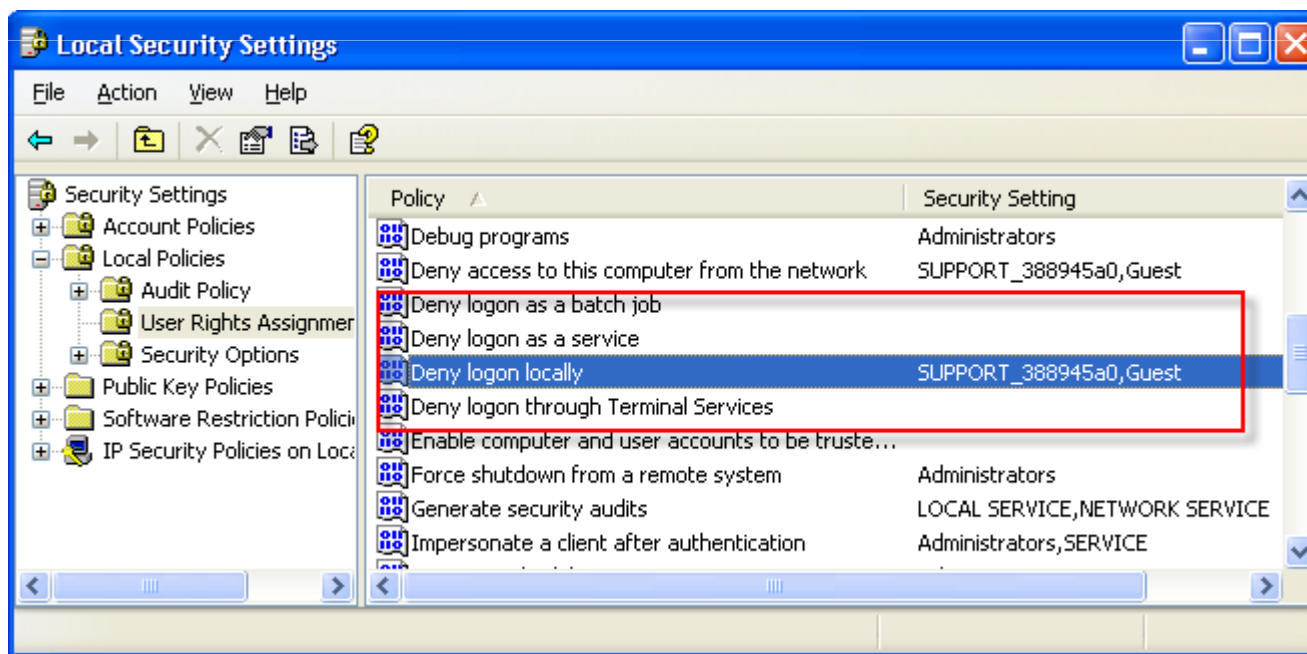 Local Security Settings
File Action View Help
Security Settings
Account Policies
Local Policies
Audit Policy
User Rights Assignmer
Security Options
Public Key Policies
Software Restriction Polici
IP Security Policies on Loca
Policy Security Setting
Debug programs Administrators
Deny access to this computer from the network SUPPORT_388945a0,Guest
Deny logon as a batch job
Deny logon as a service
Deny logon locally SUPPORT_388945a0,Guest
Deny logon through Terminal Services
Enable computer and user accounts to be truste...
Force shutdown from a remote system Administrators
Generate security audits LOCAL SERVICE,NETWORK SERVICE
Impersonate a client after authentication Administrators,SERVICE